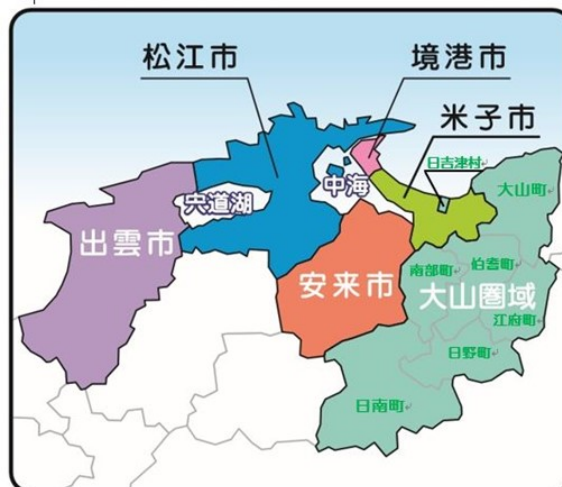 松江市
境港市
米子市
日吉津村
大山町
中海
宍道湖
出雲市
安来市
南部町
伯耆町
大山圏域
江府町
日野町
日南町